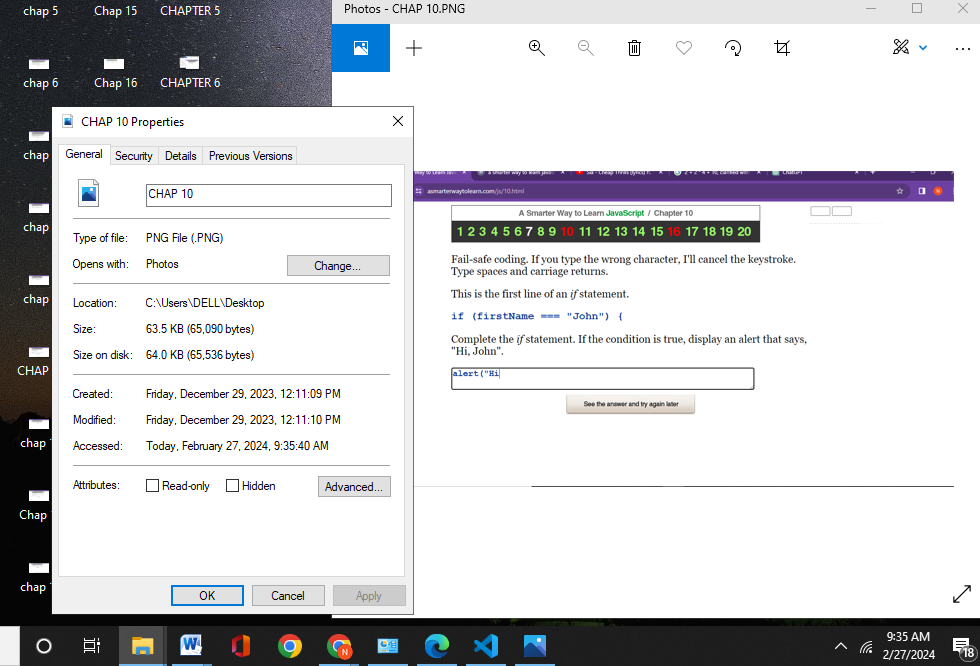 chap 5
Chap 15
CHAPTER 5
chap 6
Chap 16
CHAPTER 6
chap
chap
chap
CHAP
chap
Chap
chap
Photos - CHAP 10.PNG
CHAP 10 Properties
General
Security
Details
Previous Versions
CHAP 10
Type of file: PNG File (.PNG)
Opens with: Photos
Change...
Location: C:\Users\DELL\Desktop
Size: 63.5 KB (65,090 bytes)
Size on disk: 64.0 KB (65,536 bytes)
Created: Friday, December 29, 2023, 12:11:09 PM
Modified: Friday, December 29, 2023, 12:11:10 PM
Accessed: Today, February 27, 2024, 9:35:40 AM
Attributes: Read-only Hidden
Advanced...
OK
Cancel
Apply
asmarterwaytolearn.com/js/10.html
A Smarter Way to Learn JavaScript / Chapter 10
1 2 3 4 5 6 7 8 9 10 11 12 13 14 15 16 17 18 19 20
Fail-safe coding. If you type the wrong character, I'll cancel the keystroke.
Type spaces and carriage returns.
This is the first line of an if statement.
if (firstName === "John") {
Complete the if statement. If the condition is true, display an alert that says,
"Hi, John".
alert("Hi
See the answer and try again later
N
9:35 AM
2/27/2024
18